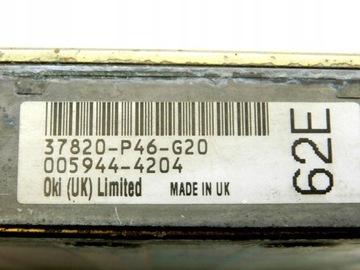 37820-P46-G20
005944-4204
Oki (UK) Limited MADE IN UK
62E